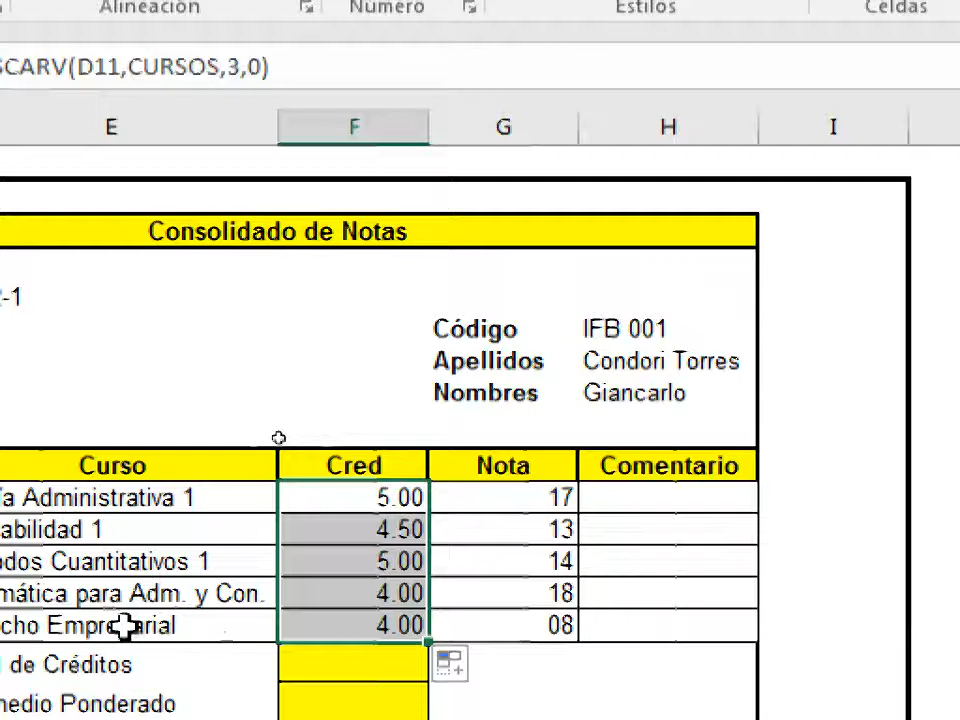 Alineación Número Estilos Celdas
SCARV(D11,CURSOS,3,0)
E F G H I
Consolidado de Notas
-1
Código IFB 001
Apellidos Condori Torres
Nombres Giancarlo
Curso Cred Nota Comentario
ía Administrativa 1 5.00 17
abilidad 1 4.50 13
odos Cuantitativos 1 5.00 14
mática para Adm. y Con. 4.00 18
cho Empresarial 4.00 08
de Créditos
medio Ponderado